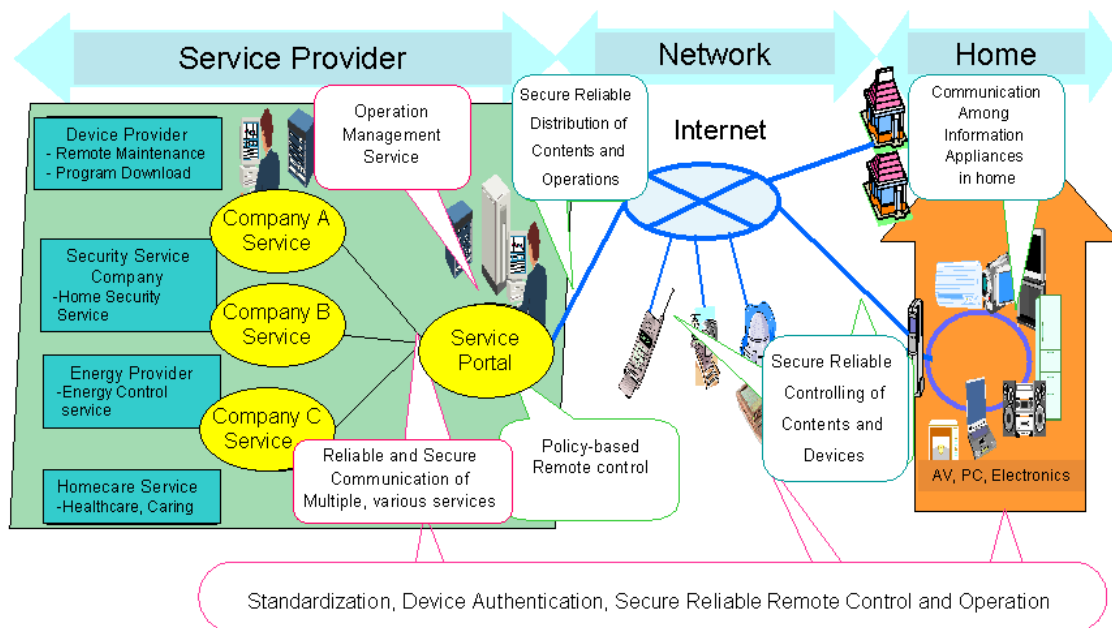 Service Provider
Network
Home
Device Provider
- Remote Maintenance
- Program Download
Security Service
Company
-Home Security
Service
Energy Provider
-Energy Control
service
Homecare Service
-Healthcare, Caring
Company A
Service
Company B
Service
Company C
Service
Operation
Management
Service
Service
Portal
Reliable and Secure
Communication of
Multiple, various services
Policy-based
Remote control
Secure Reliable
Distribution of
Contents and
Operations
Internet
Secure Reliable
Controlling of
Contents and
Devices
Communication
Among
Information
Appliances
in home
AV, PC, Electronics
Standardization, Device Authentication, Secure Reliable Remote Control and Operation